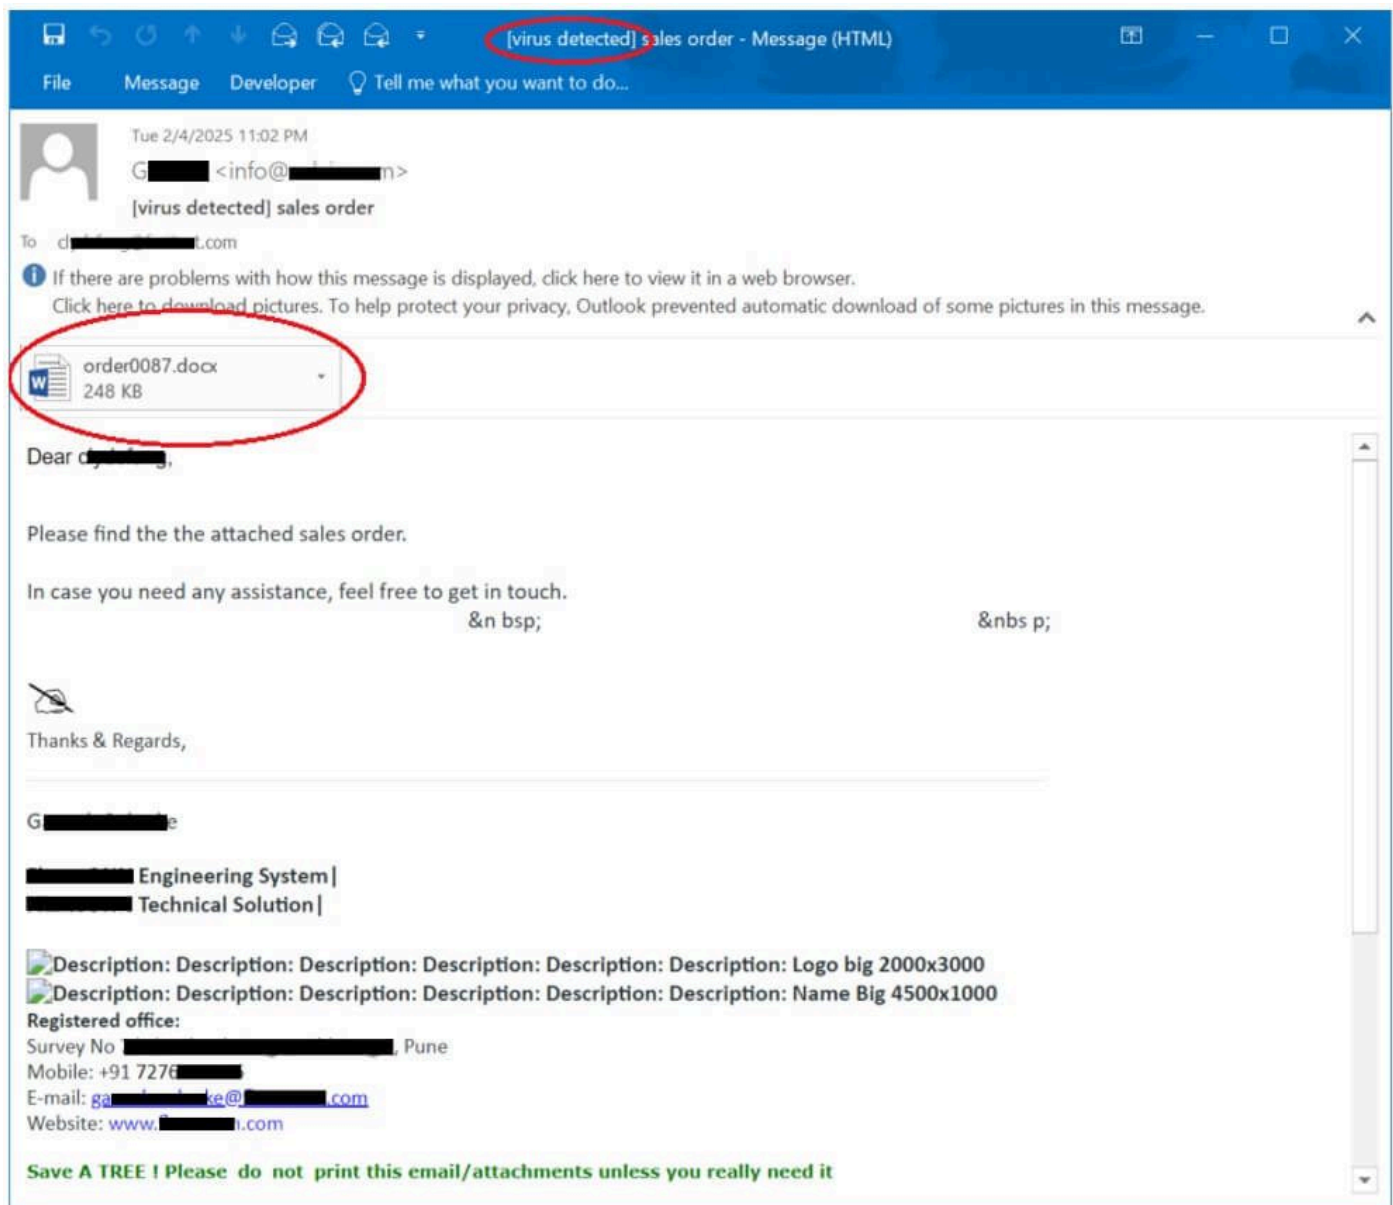 [virus detected] sales order - Message (HTML)
File Message Developer Tell me what you want to do...
Tue 2/4/2025 11:02 PM
G <info@ m>
[virus detected] sales order
To .com
If there are problems with how this message is displayed, click here to view it in a web browser.
Click here to download pictures. To help protect your privacy, Outlook prevented automatic download of some pictures in this message.
order0087.docx
248 KB
Dear
Please find the the attached sales order.
In case you need any assistance, feel free to get in touch.
&n bsp; &nbs p;
Thanks & Regards,
G e
Engineering System|
Technical Solution|
Description: Description: Description: Description: Description: Description: Logo big 2000x3000
Description: Description: Description: Description: Description: Description: Name Big 4500x1000
Registered office:
Survey No , Pune
Mobile: +91 7276
E-mail: ga ke@ .com
Website: www. .com
Save A TREE ! Please do not print this email/attachments unless you really need it